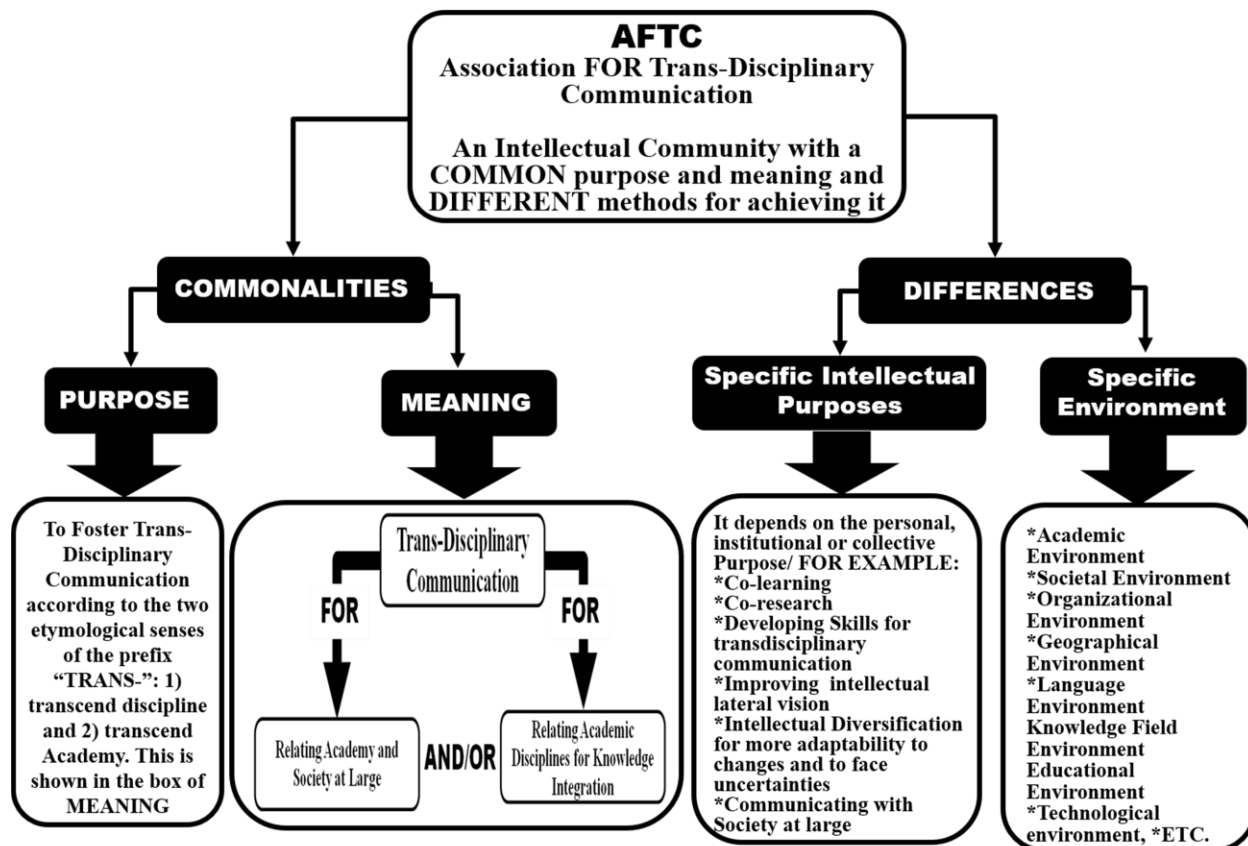 AFTC
Association FOR Trans-Disciplinary
Communication
An Intellectual Community with a
COMMON purpose and meaning and
DIFFERENT methods for achieving it
COMMONALITIES
DIFFERENCES
PURPOSE
MEANING
Specific Intellectual
Purposes
Specific
Environment
To Foster Trans-
Disciplinary
Communication
according to the two
etymological senses
of the prefix
“TRANS-”: 1)
transcend discipline
and 2) transcend
Academy. This is
shown in the box of
MEANING
Trans-Disciplinary
Communication
FOR
FOR
Relating Academy and
Society at Large
AND/OR
Relating Academic
Disciplines for Knowledge
Integration
It depends on the personal,
institutional or collective
Purpose/ FOR EXAMPLE:
*Co-learning
*Co-research
*Developing Skills for
transdisciplinary
communication
*Improving intellectual
lateral vision
*Intellectual Diversification
for more adaptability to
changes and to face
uncertainties
*Communicating with
Society at large
*Academic
Environment
*Societal Environment
*Organizational
Environment
*Geographical
Environment
*Language
Environment
Knowledge Field
Environment
Educational
Environment
*Technological
environment, *ETC.